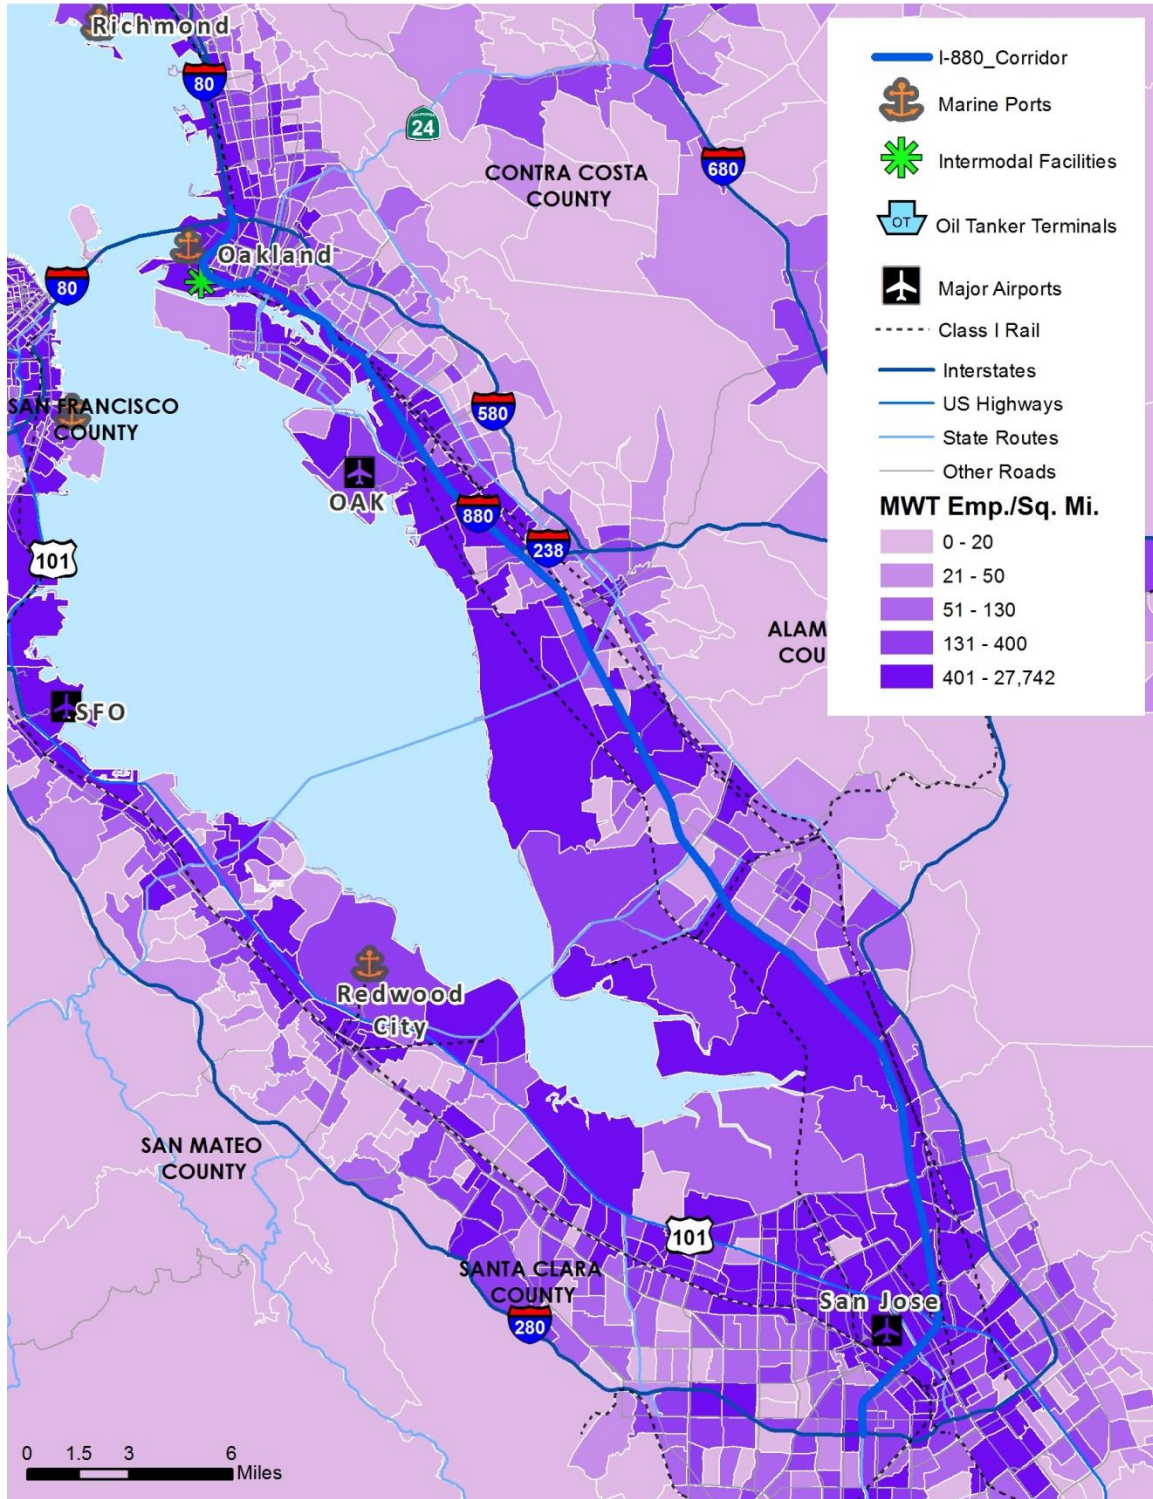 Richmond
80
24
CONTRA COSTA
COUNTY
680
Oakland
80
SAN FRANCISCO
COUNTY
580
OAK
880
238
101
ALAM
COU
SFO
Redwood
City
SAN MATEO
COUNTY
101
SANTA CLARA
COUNTY
San Jose
280
0 1.5 3 6
Miles
I-880_Corridor
Marine Ports
Intermodal Facilities
OT Oil Tanker Terminals
Major Airports
Class I Rail
Interstates
US Highways
State Routes
Other Roads
MWT Emp./Sq. Mi.
0 - 20
21 - 50
51 - 130
131 - 400
401 - 27,742